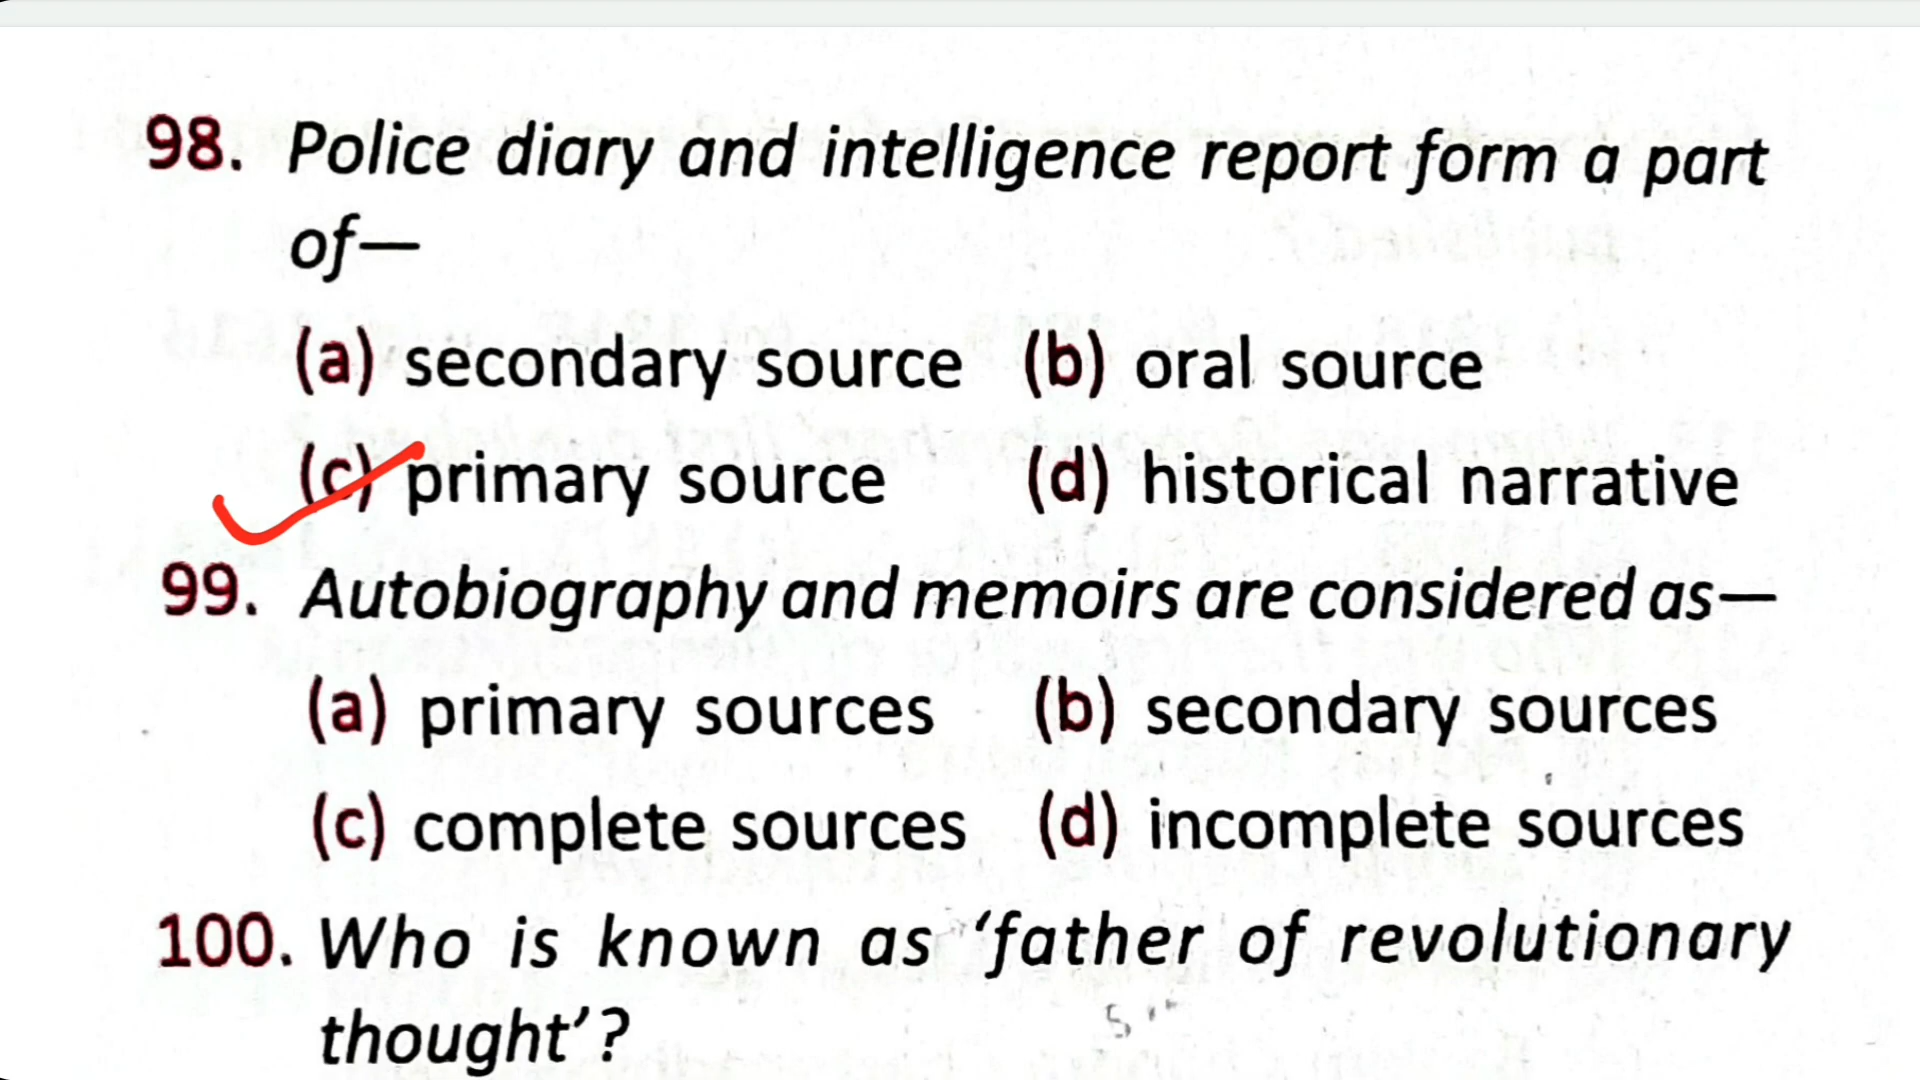 98. Police diary and intelligence report form a part
of—
(a) secondary source (b) oral source
(c) primary source (d) historical narrative
99. Autobiography and memoirs are considered as—
(a) primary sources (b) secondary sources
(c) complete sources (d) incomplete sources
100. Who is known as ‘father of revolutionary
thought’?